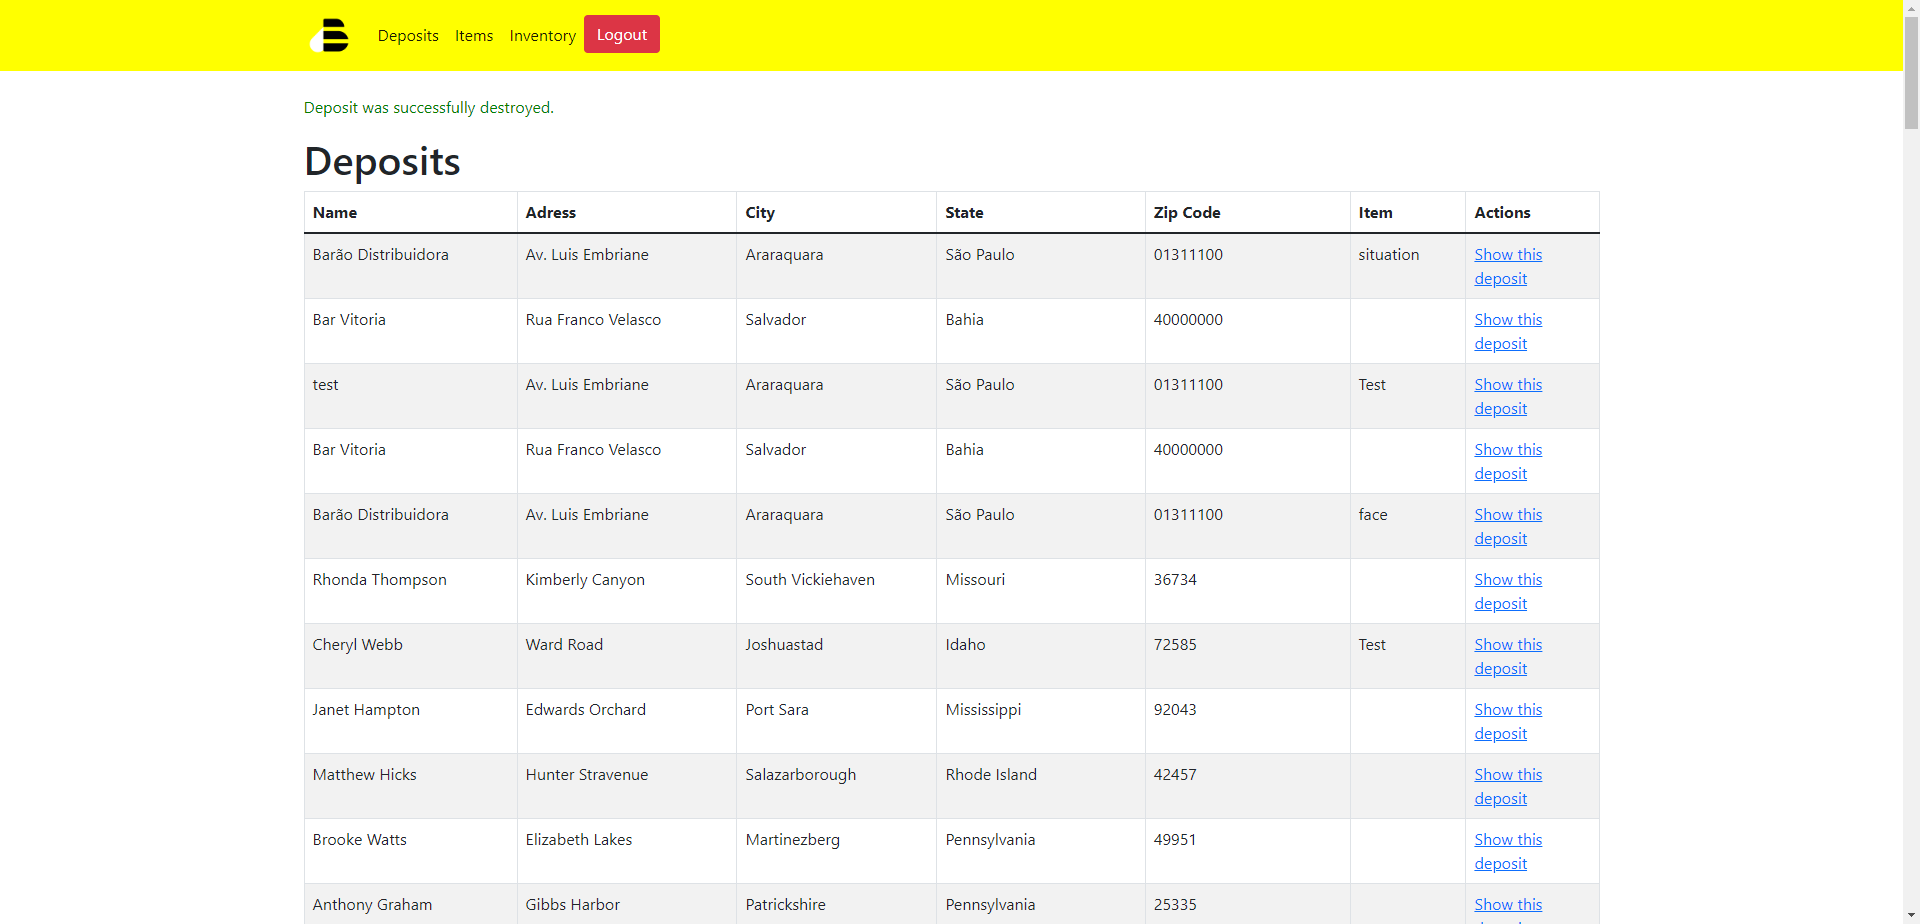 Deposits Items Inventory Logout
Deposit was successfully destroyed.
Deposits
Name Adress City State Zip Code Item Actions
Barão Distribuidora Av. Luis Embriane Araraquara São Paulo 01311100 situation Show this
deposit
Bar Vitoria Rua Franco Velasco Salvador Bahia 40000000 Show this
deposit
test Av. Luis Embriane Araraquara São Paulo 01311100 Test Show this
deposit
Bar Vitoria Rua Franco Velasco Salvador Bahia 40000000 Show this
deposit
Barão Distribuidora Av. Luis Embriane Araraquara São Paulo 01311100 face Show this
deposit
Rhonda Thompson Kimberly Canyon South Vickiehaven Missouri 36734 Show this
deposit
Cheryl Webb Ward Road Joshuastad Idaho 72585 Test Show this
deposit
Janet Hampton Edwards Orchard Port Sara Mississippi 92043 Show this
deposit
Matthew Hicks Hunter Stravenue Salazarborough Rhode Island 42457 Show this
deposit
Brooke Watts Elizabeth Lakes Martinezberg Pennsylvania 49951 Show this
deposit
Anthony Graham Gibbs Harbor Patrickshire Pennsylvania 25335 Show this